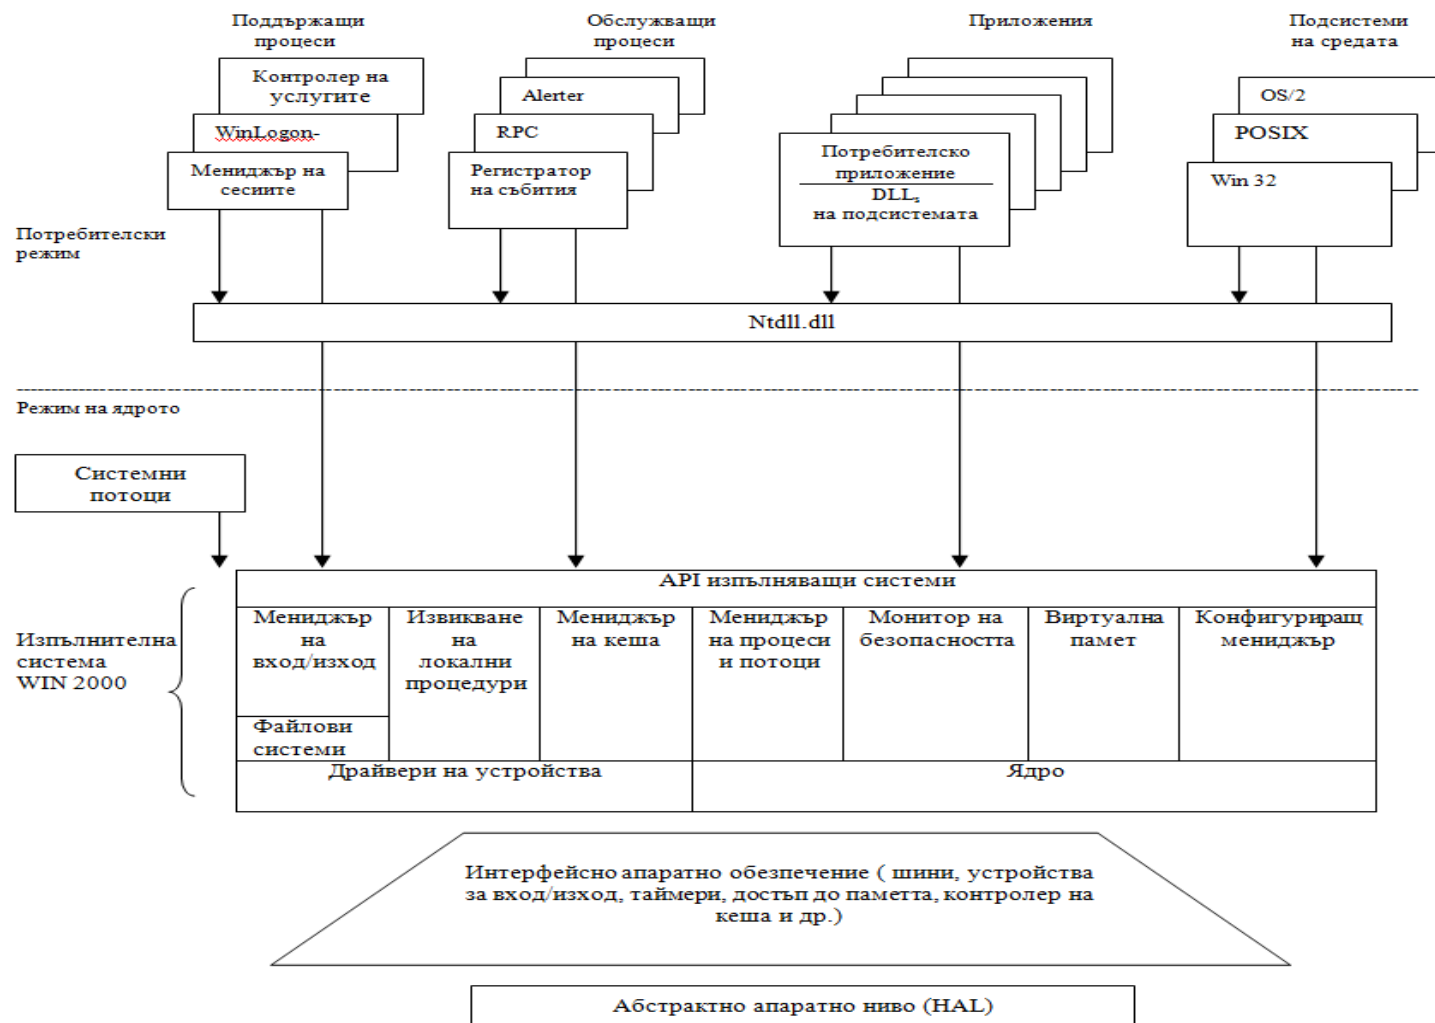 Поддържащи
процеси
Обслужващи
процеси
Приложения
Подсистеми
на средата
Контролер на
услугите
WinLogon-
Мениджър на
сесиите
Alerter
RPC
Регистратор
на събития
Потребителско
приложение
DLLs
на подсистемата
OS/2
POSIX
Win 32
Потребителски
режим
Ntdll.dll
Режим на ядрото
Системни
потоци
Изпълнителна
система
WIN 2000
API изпълняващи системи
Мениджър
на
вход/изход
Файлови
системи
Извикване
на
локални
процедури
Мениджър
на кеша
Мениджър
на процеси
и потоци
Монитор на
безопасността
Виртуална
памет
Конфигуриращ
мениджър
Драйвери на устройства
Ядро
Интерфейсно апаратно обезпечение ( шини, устройства
за вход/изход, таймери, достъп до паметта, контролер на
кеша и др.)
Абстрактно апаратно ниво (HAL)